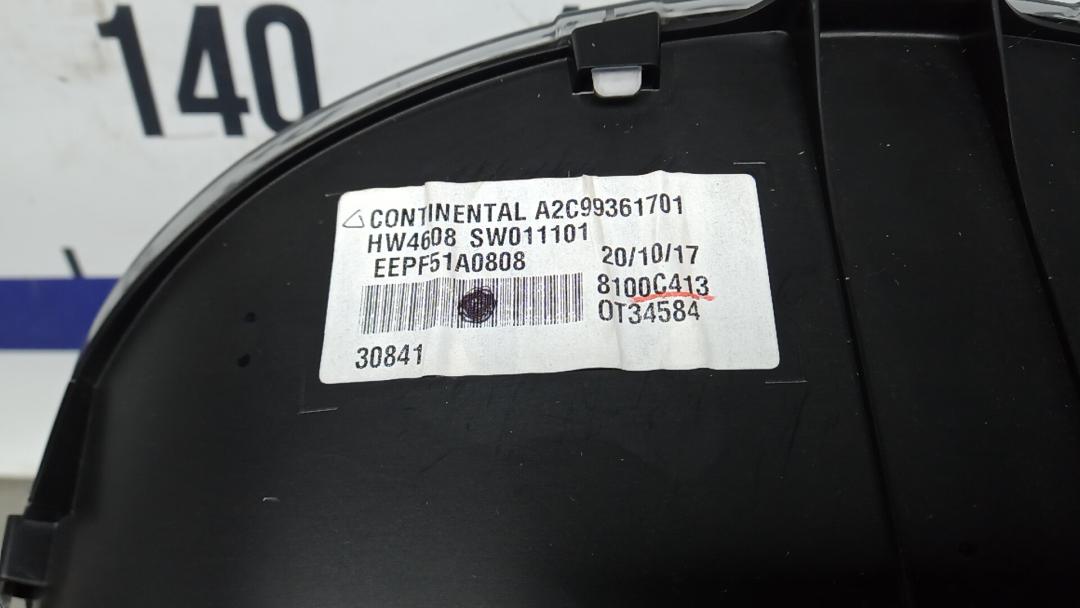 140
CONTINENTAL A2C99361701
HW4608 SW011101
EEPF51A0808 20/10/17
8100C413
0T34584
30841